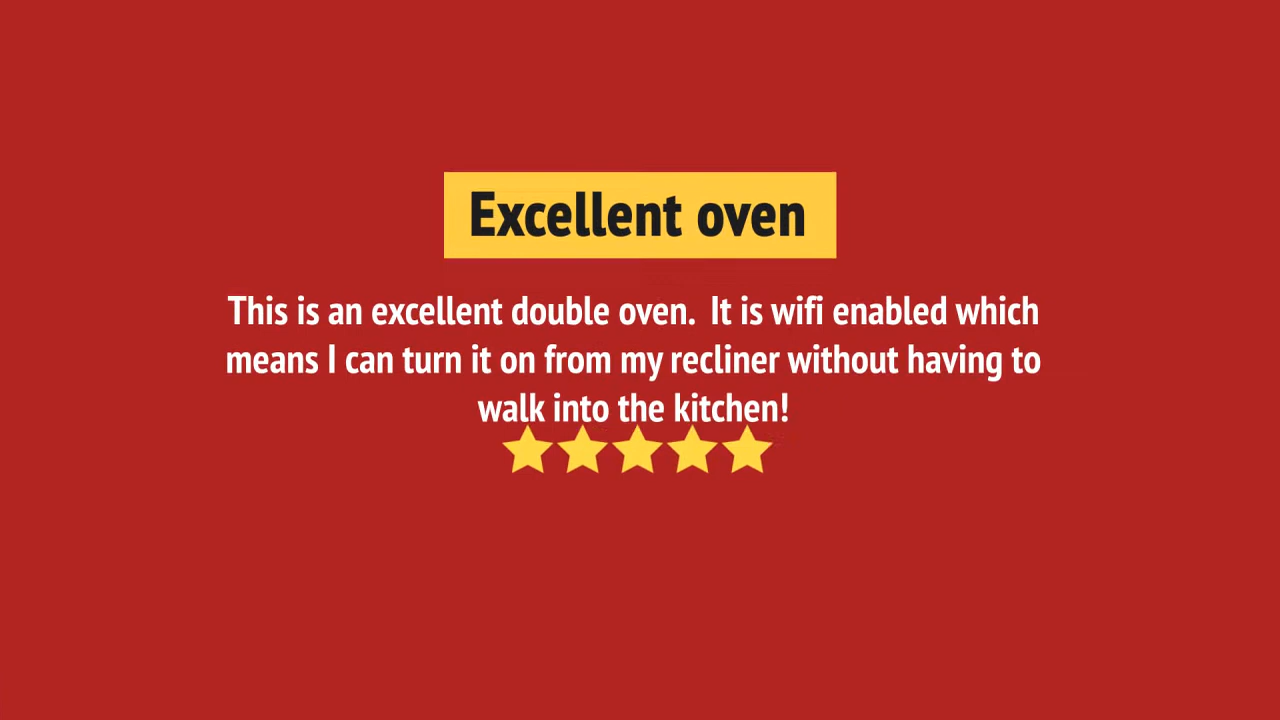 Excellent oven
This is an excellent double oven.  It is wifi enabled which
means I can turn it on from my recliner without having to
walk into the kitchen!